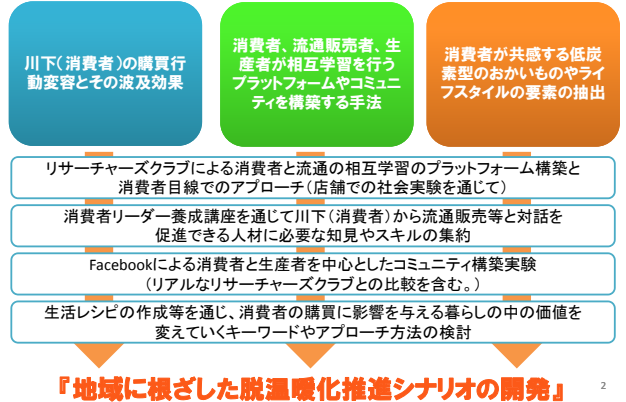 川下（消費者）の購買行
動変容とその波及効果
消費者、流通販売者、生
産者が相互学習を行う
プラットフォームやコミュニ
ティを構築する手法
消費者が共感する低炭
素型のおかいものやライ
フスタイルの要素の抽出
リサーチャーズクラブによる消費者と流通の相互学習のプラットフォーム構築と
消費者目線でのアプローチ（店舗での社会実験を通じて）
消費者リーダー養成講座を通じて川下（消費者）から流通販売等と対話を
促進できる人材に必要な知見やスキルの集約
Facebookによる消費者と生産者を中心としたコミュニティ構築実験
（リアルなリサーチャーズクラブとの比較を含む。）
生活レシピの作成等を通じ、消費者の購買に影響を与える暮らしの中の価値を
変えていくキーワードやアプローチ方法の検討
『地域に根ざした脱温暖化推進シナリオの開発』
2